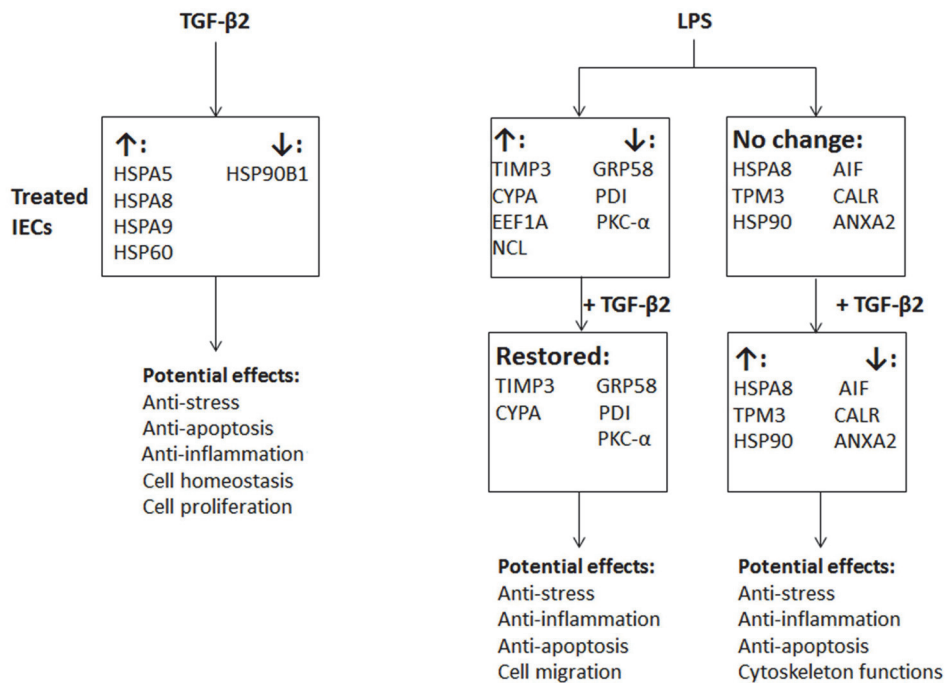 TGF-β2
↑: ↓:
HSPA5 HSP90B1
HSPA8
HSPA9
HSP60
Treated
IECs
Potential effects:
Anti-stress
Anti-apoptosis
Anti-inflammation
Cell homeostasis
Cell proliferation
LPS
↑: ↓:
TIMP3 GRP58
CYPA PDI
EEF1A PKC-α
NCL
No change:
HSPA8 AIF
TPM3 CALR
HSP90 ANXA2
+ TGF-β2
+ TGF-β2
Restored:
TIMP3 GRP58
CYPA PDI
PKC-α
↑: ↓:
HSPA8 AIF
TPM3 CALR
HSP90 ANXA2
Potential effects:
Anti-stress
Anti-inflammation
Anti-apoptosis
Cell migration
Potential effects:
Anti-stress
Anti-inflammation
Anti-apoptosis
Cytoskeleton functions